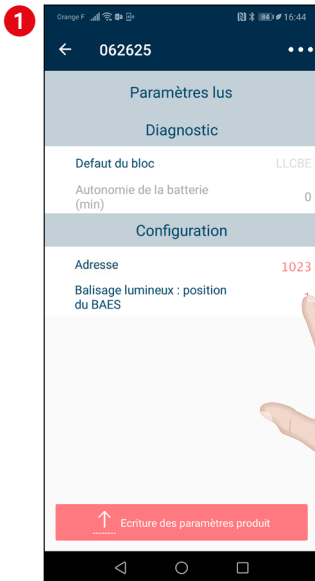 1
Orange F 84 16:44
062625
Paramètres lus
Diagnostic
Defaut du bloc LLCBE
Autonomie de la batterie 0
(min)
Configuration
Adresse 1023
Balisage lumineux : position
du BAES
Ecriture des paramètres produit